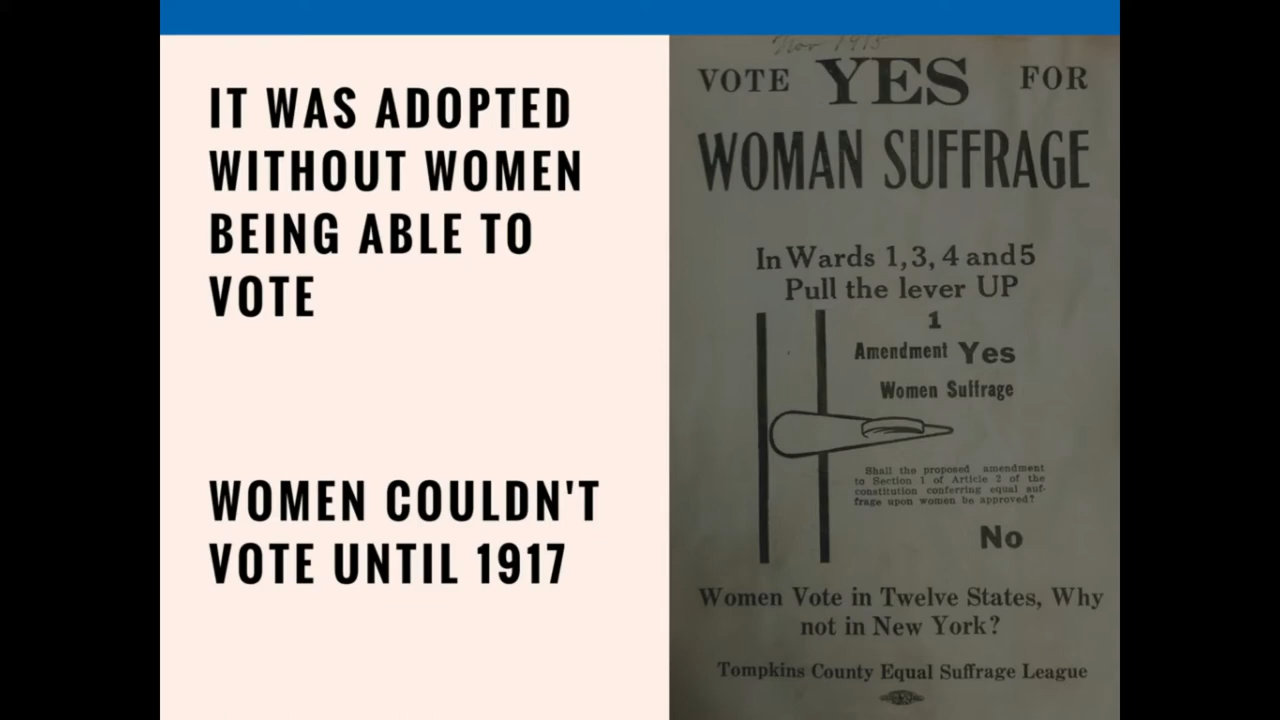 IT WAS ADOPTED
WITHOUT WOMEN
BEING ABLE TO
VOTE
WOMEN COULDN'T
VOTE UNTIL 1917
Nov 1915
VOTE YES FOR
WOMAN SUFFRAGE
In Wards 1, 3, 4 and 5
Pull the lever UP
1
Amendment Yes
Women Suffrage
Shall the proposed amendment
to Section 1 of Article 2 of the
constitution conferring equal suf-
frage upon women be approved?
No
Women Vote in Twelve States, Why
not in New York?
Tompkins County Equal Suffrage League